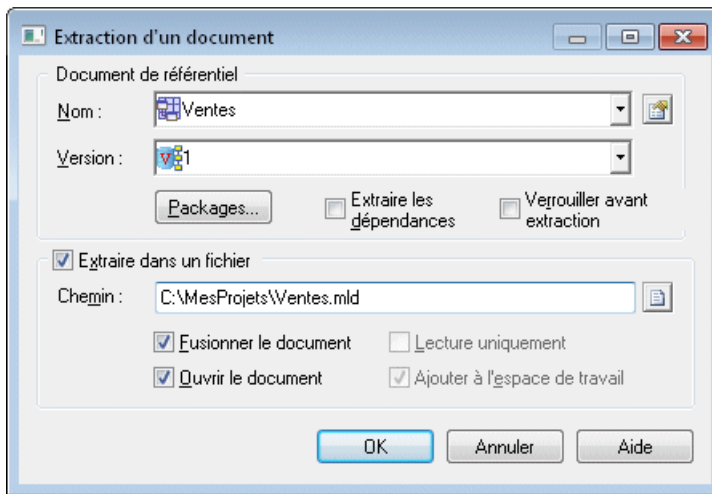 Extraction d'un document
Document de référentiel
Nom :
Ventes
Version :
1
Packages...
Extraire les
dépendances
Verrouiller avant
extraction
Extraire dans un fichier
Chemin :
C:\MesProjets\Ventes.mld
Fusionner le document
Lecture uniquement
Ouvrir le document
Ajouter à l'espace de travail
OK
Annuler
Aide